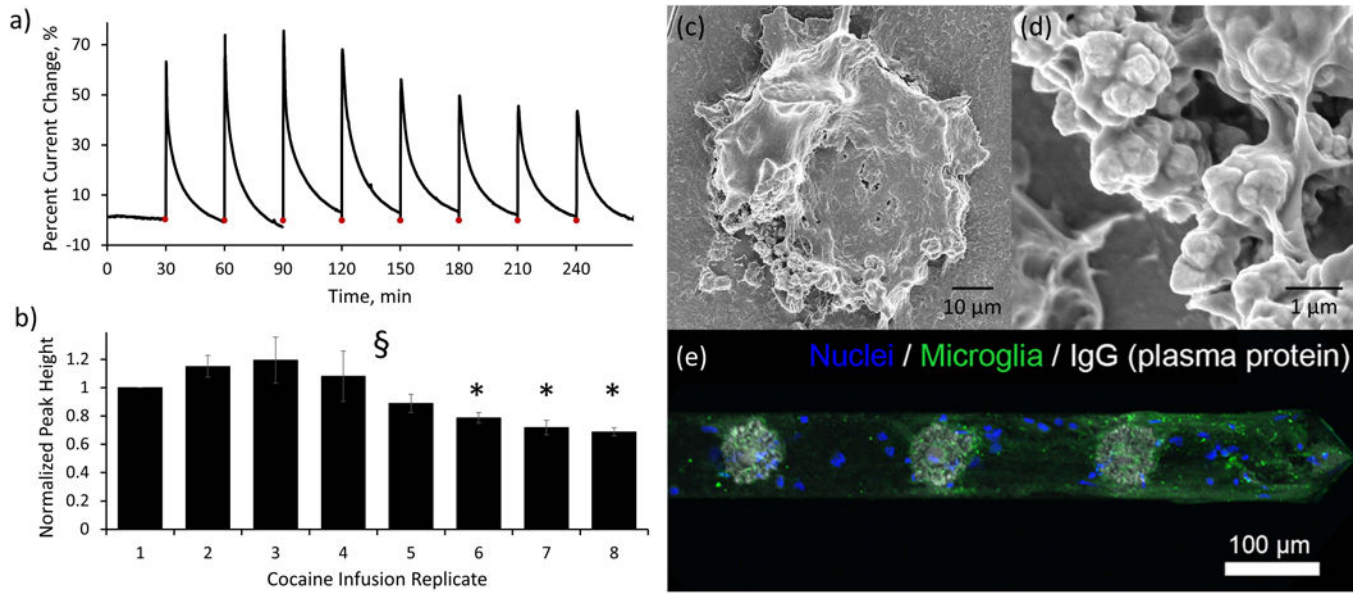 a)
Percent Current Change, %
70
50
30
10
-10
0 30 60 90 120 150 180 210 240
Time, min
b)
Normalized Peak Height
1.2
1
0.8
0.6
0.4
0.2
0
§
* * *
1 2 3 4 5 6 7 8
Cocaine Infusion Replicate
(c)
10 µm
(d)
1 µm
(e)
Nuclei / Microglia / IgG (plasma protein)
100 µm